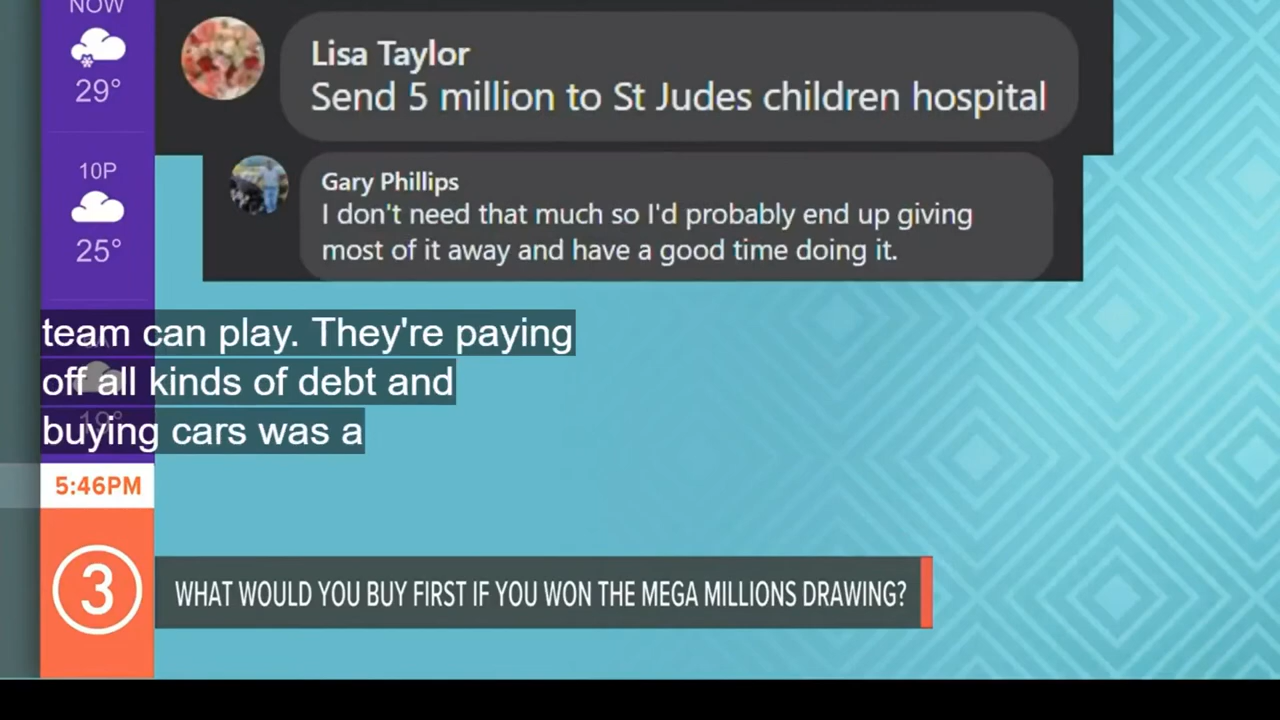 NOW
29°
10P
25°
19°
5:46PM
3
Lisa Taylor
Send 5 million to St Judes children hospital
Gary Phillips
I don't need that much so I'd probably end up giving
most of it away and have a good time doing it.
team can play. They're paying
off all kinds of debt and
buying cars was a
WHAT WOULD YOU BUY FIRST IF YOU WON THE MEGA MILLIONS DRAWING?